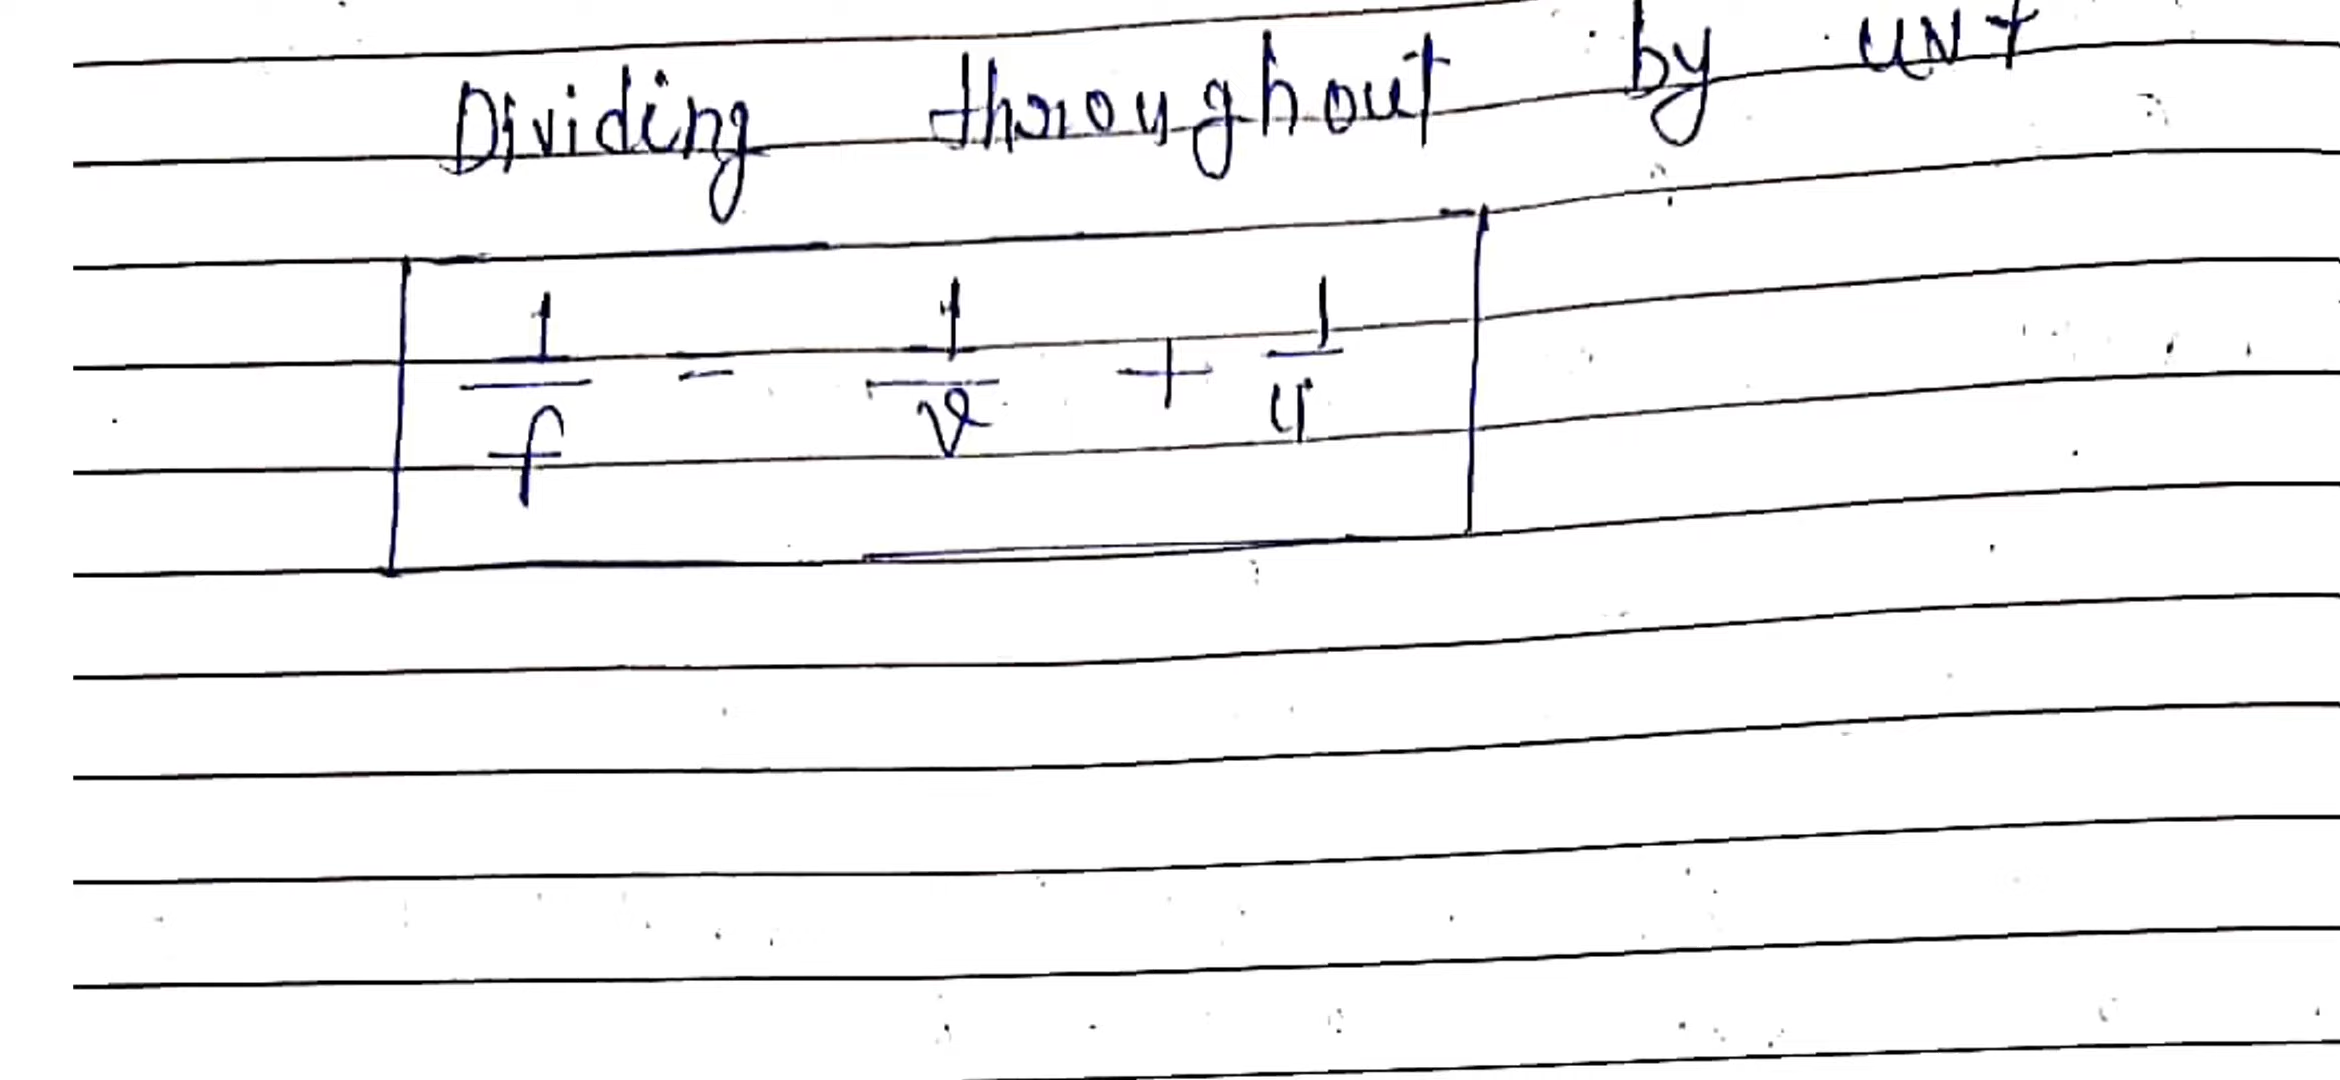 Dividing throughout by uvf
1/f = 1/v + 1/u